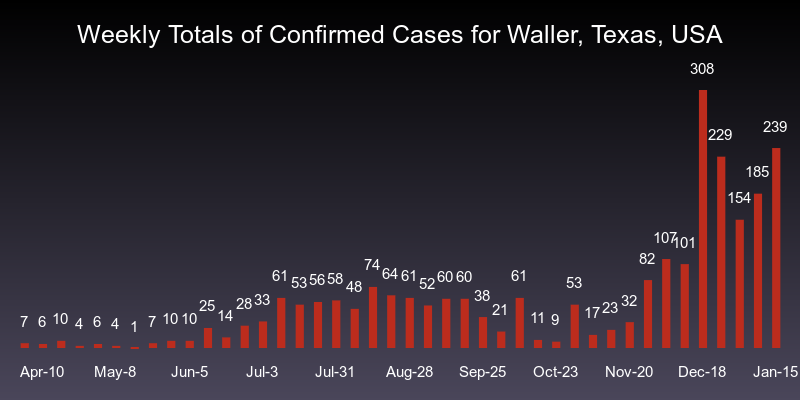 Weekly Totals of Confirmed Cases for Waller, Texas, USA
7 6 10 4 6 4 1 7 10 10 25 14 28 33 61 53 56 58 48 74 64 61 52 60 60 38 21 61 11 9 53 17 23 32 82 107 101 308 229 154 185 239
Apr-10 May-8 Jun-5 Jul-3 Jul-31 Aug-28 Sep-25 Oct-23 Nov-20 Dec-18 Jan-15